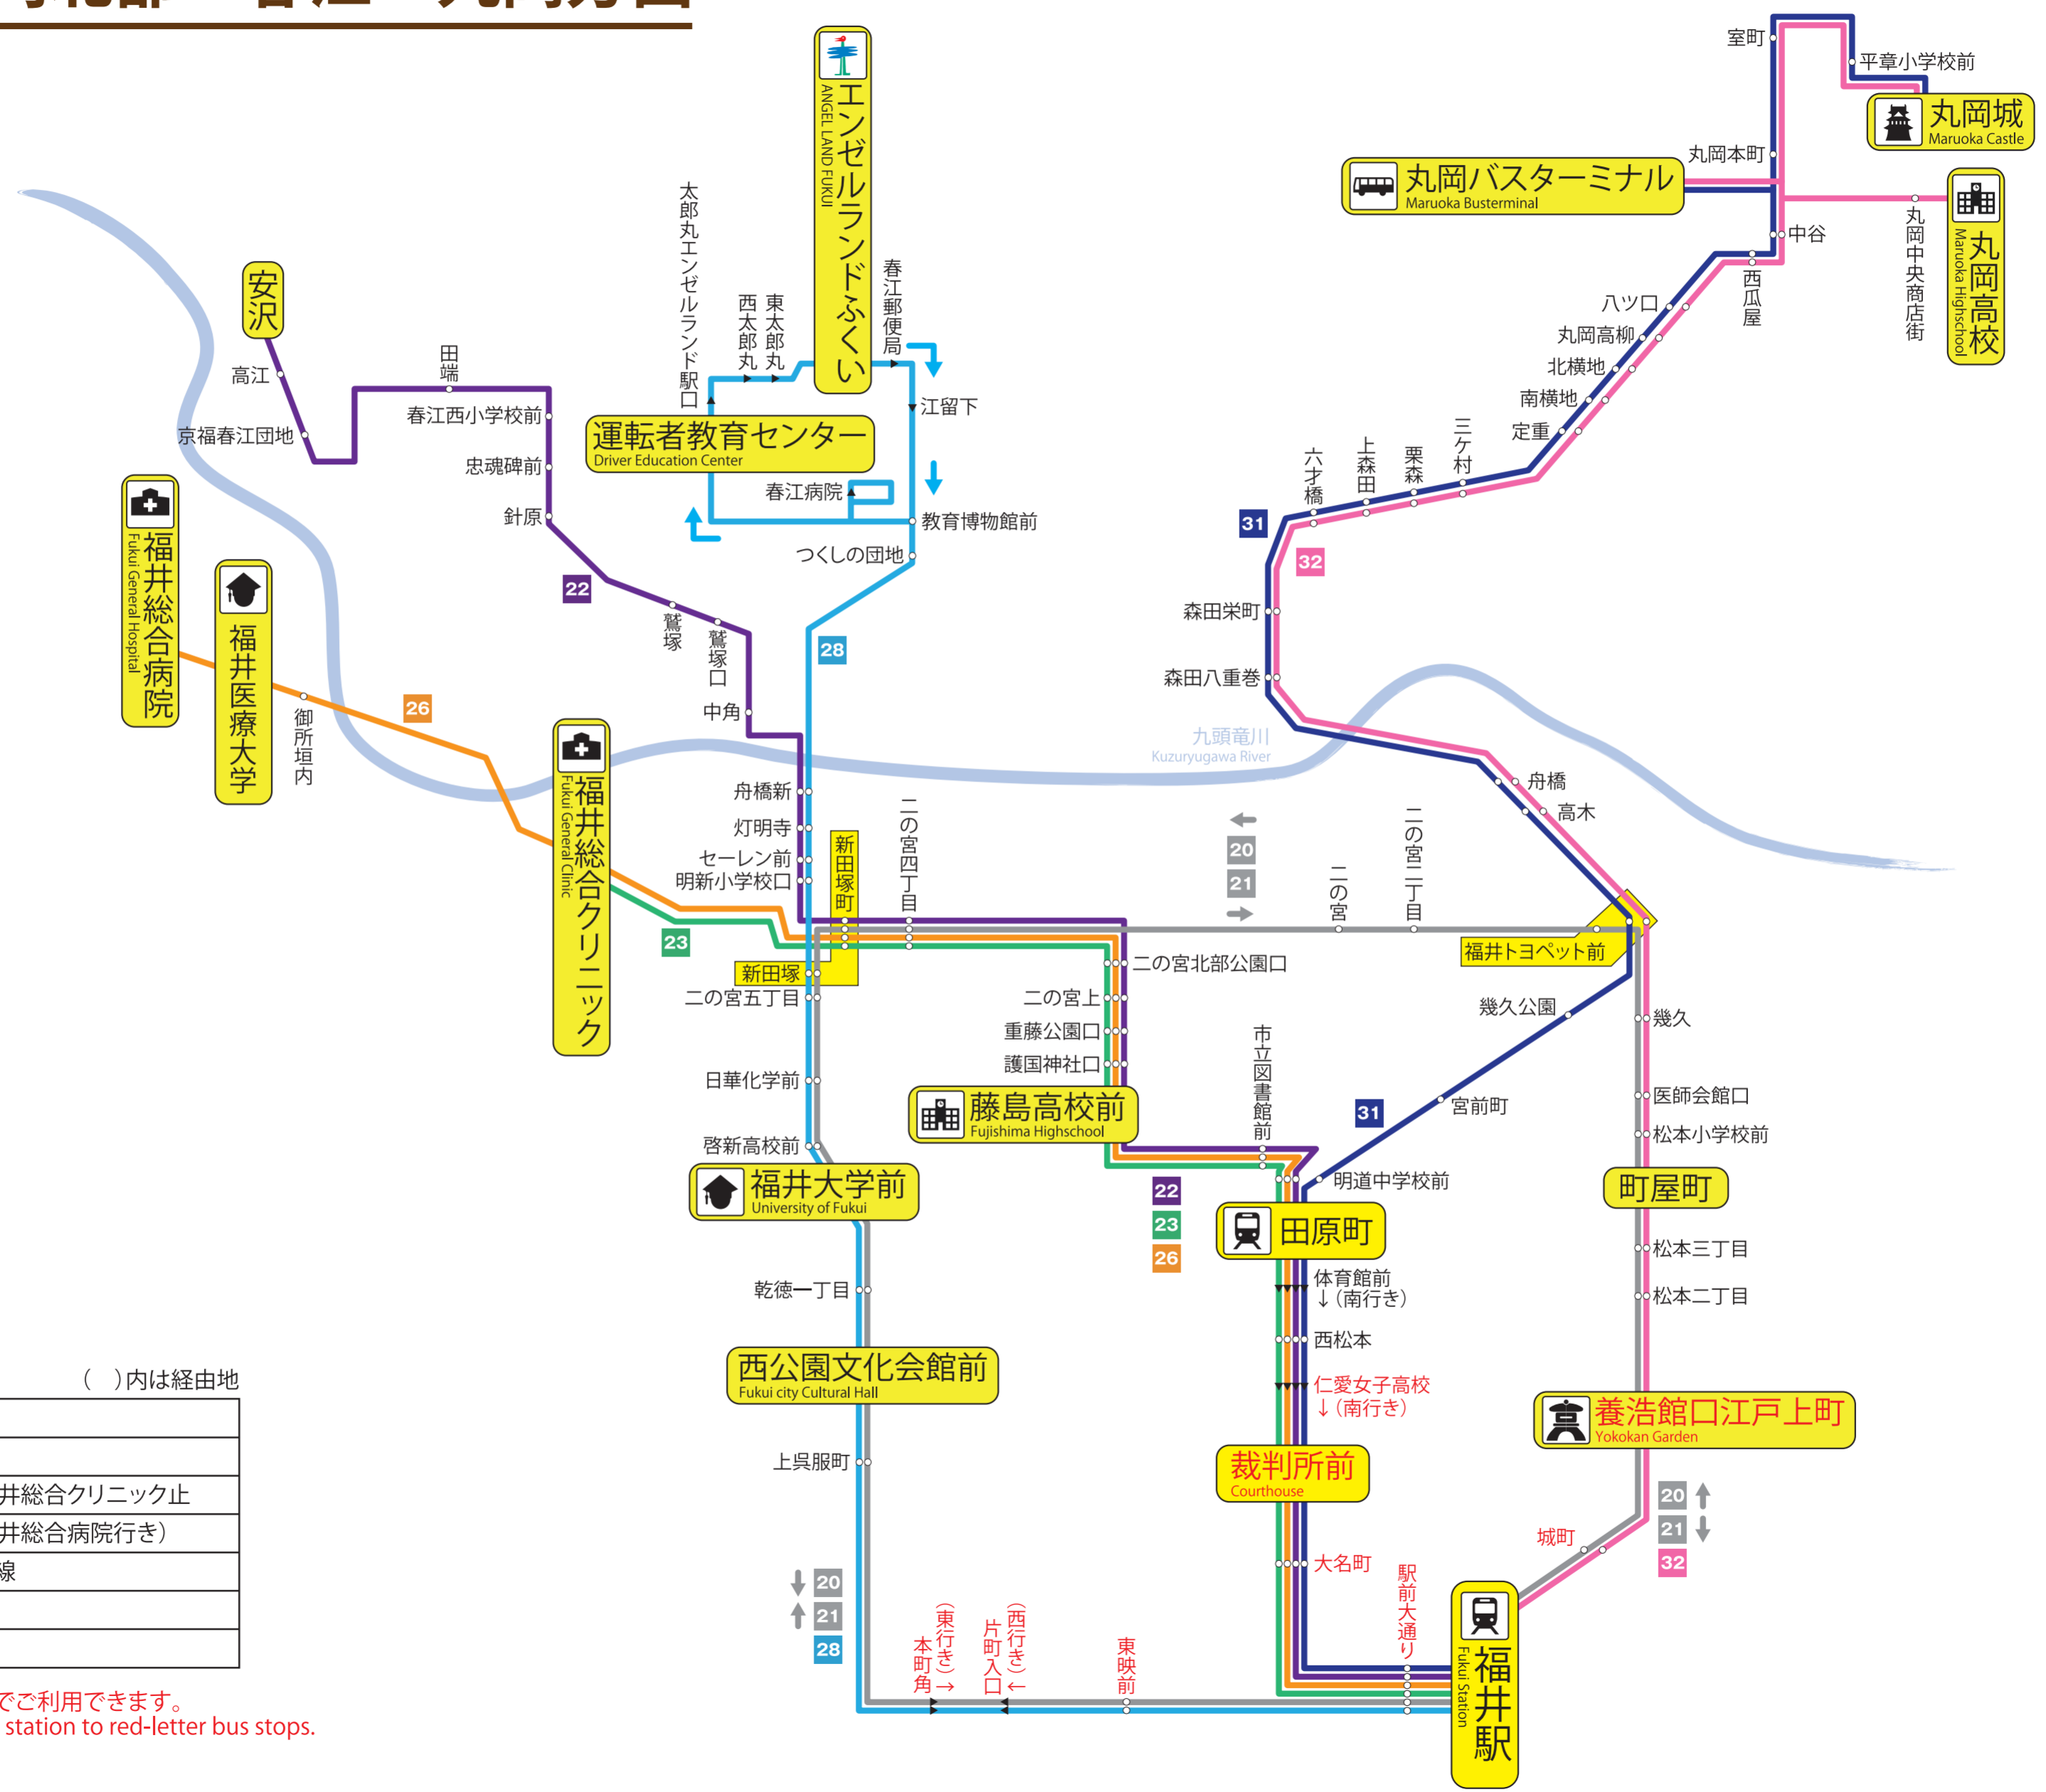 春江・丸岡方面
室町
平章小学校前
丸岡城
Maruoka Castle
丸岡本町
丸岡バスターミナル
Maruoka Busterminal
丸岡高校
Maruoka Highschool
丸岡中央商店街
中谷
西瓜屋
八ツ口
丸岡高柳
北横地
南横地
定重
三ケ村
栗森
上森田
六才橋
31
32
森田栄町
森田八重巻
九頭竜川
Kuzuryugawa River
舟橋
高木
エンゼルランドふくい
ANGEL LAND FUKUI
春江郵便局
東太郎丸
西太郎丸
太郎丸エンゼルランド駅口
江留下
運転者教育センター
Driver Education Center
春江病院
教育博物館前
つくしの団地
28
安沢
高江
京福春江団地
田端
春江西小学校前
忠魂碑前
針原
22
鷲塚
鷲塚口
中角
福井総合病院
Fukui General Hospital
福井医療大学
御所垣内
26
福井総合クリニック
Fukui General Clinic
23
舟橋新
灯明寺
セーレン前
明新小学校口
新田塚町
新田塚
二の宮四丁目
20
21
二の宮
二の宮二丁目
福井トヨペット前
二の宮五丁目
日華化学前
啓新高校前
福井大学前
University of Fukui
乾徳一丁目
西公園文化会館前
Fukui city Cultural Hall
上呉服町
20
21
28
二の宮北部公園口
二の宮上
重藤公園口
護国神社口
藤島高校前
Fujishima Highschool
市立図書館前
22
23
26
幾久公園
宮前町
31
明道中学校前
田原町
体育館前
↓(南行き)
西松本
仁愛女子高校
↓(南行き)
裁判所前
Courthouse
大名町
幾久
医師会館口
松本小学校前
町屋町
松本三丁目
松本二丁目
養浩館口江戸上町
Yokokan Garden
20
21
32
城町
駅前大通り
東映前
片町入口
(西行き)←
本町角
(東行き)→
福井駅
Fukui Station
( )内は経由地
井総合クリニック止
井総合病院行き)
線
でご利用できます。
station to red-letter bus stops.